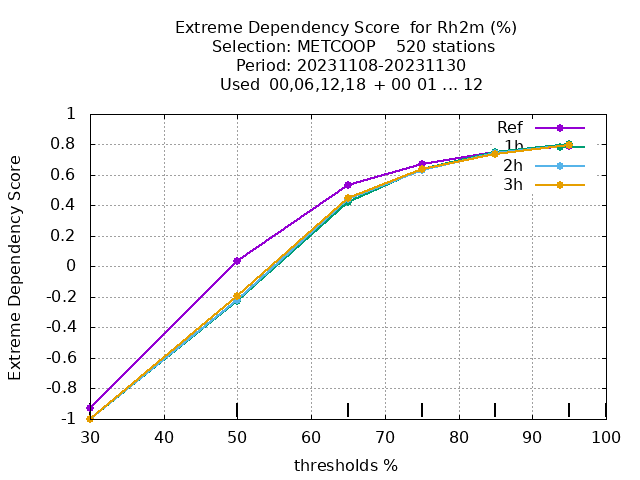 Extreme Dependency Score  for Rh2m (%)
Selection: METCOOP    520 stations
Period: 20231108-20231130
Used  00,06,12,18  + 00 01 ... 12
Extreme Dependency Score
1
0.8
0.6
0.4
0.2
0
-0.2
-0.4
-0.6
-0.8
-1
Ref
1h
2h
3h
30 40 50 60 70 80 90 100
thresholds %